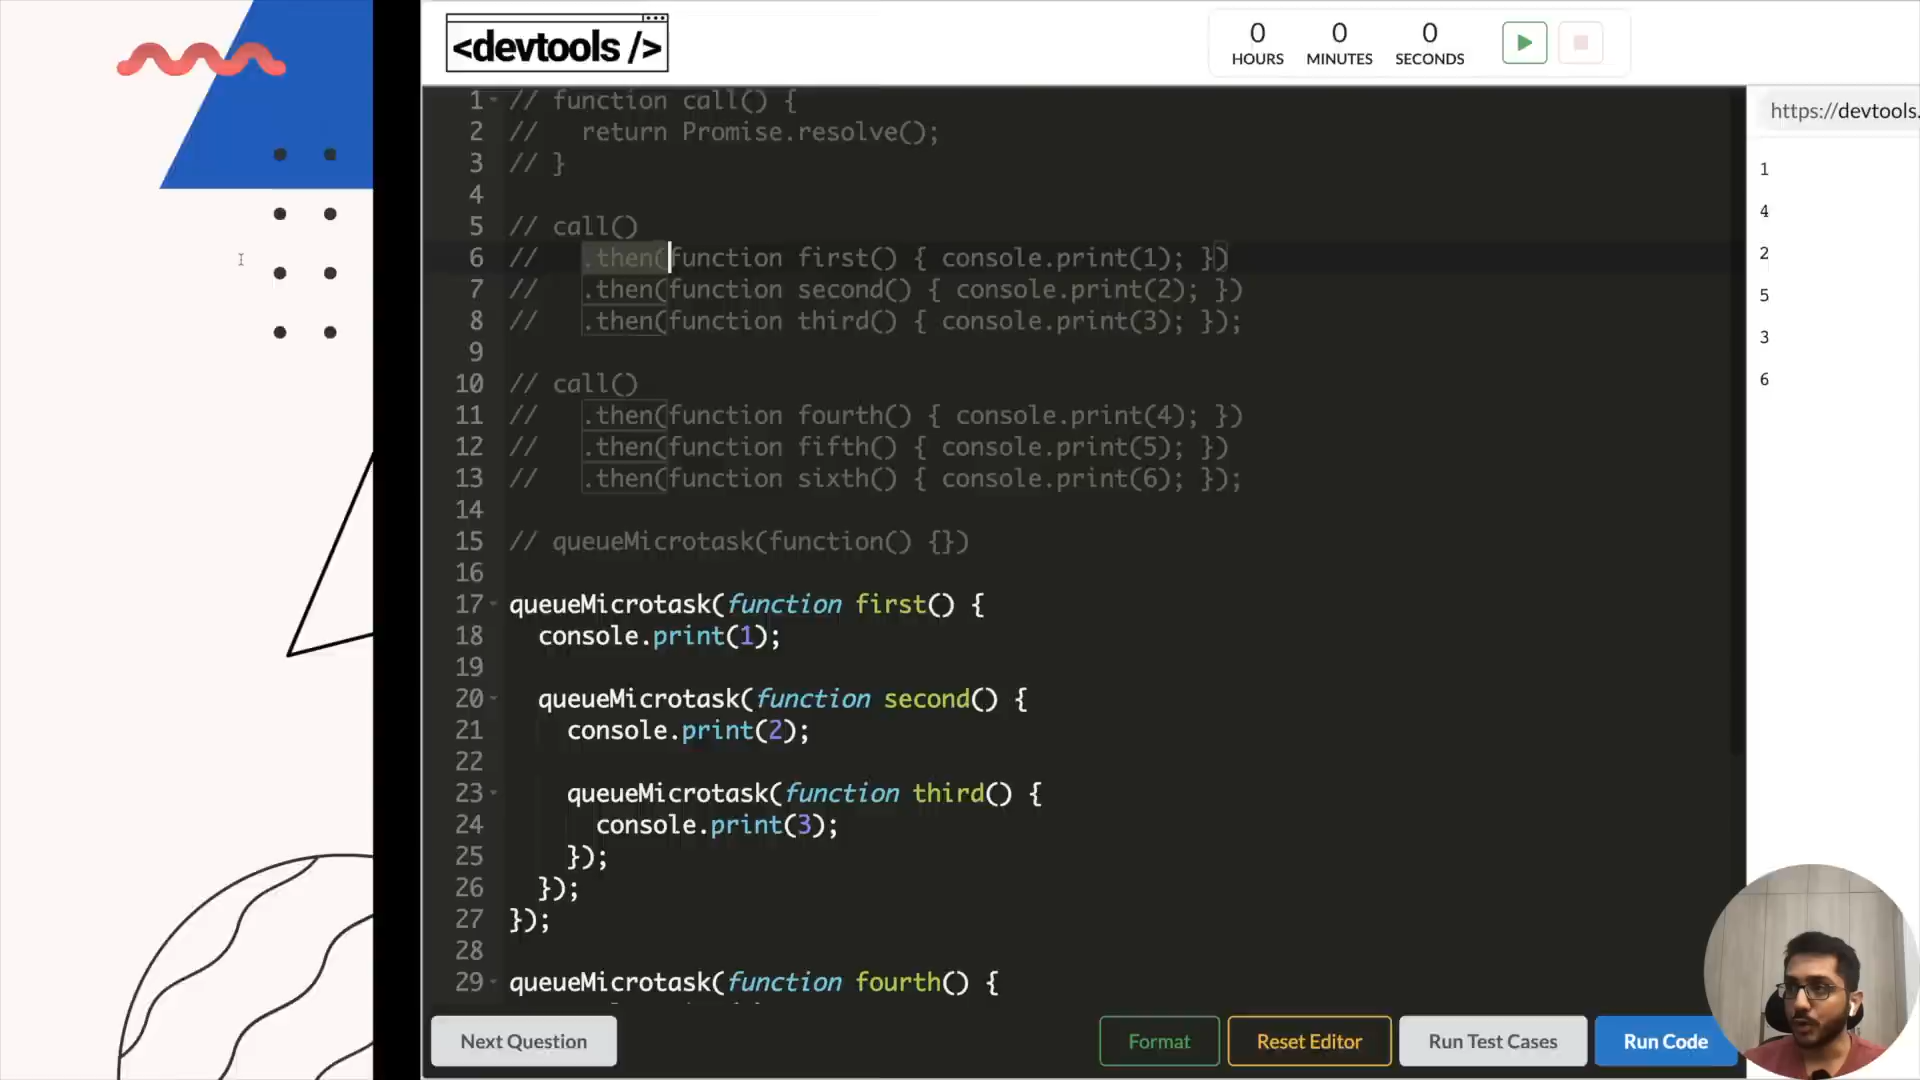 <devtools />
0 HOURS
0 MINUTES
0 SECONDS
https://devtools.
1 // function call() {
2 //   return Promise.resolve();
3 // }
4
5 // call()
6 //   .then(function first() { console.print(1); })
7 //   .then(function second() { console.print(2); })
8 //   .then(function third() { console.print(3); });
9
10 // call()
11 //   .then(function fourth() { console.print(4); })
12 //   .then(function fifth() { console.print(5); })
13 //   .then(function sixth() { console.print(6); });
14
15 // queueMicrotask(function() {})
16
17 queueMicrotask(function first() {
18   console.print(1);
19
20   queueMicrotask(function second() {
21     console.print(2);
22
23     queueMicrotask(function third() {
24       console.print(3);
25     });
26   });
27 });
28
29 queueMicrotask(function fourth() {
1
4
2
5
3
6
Next Question
Format
Reset Editor
Run Test Cases
Run Code